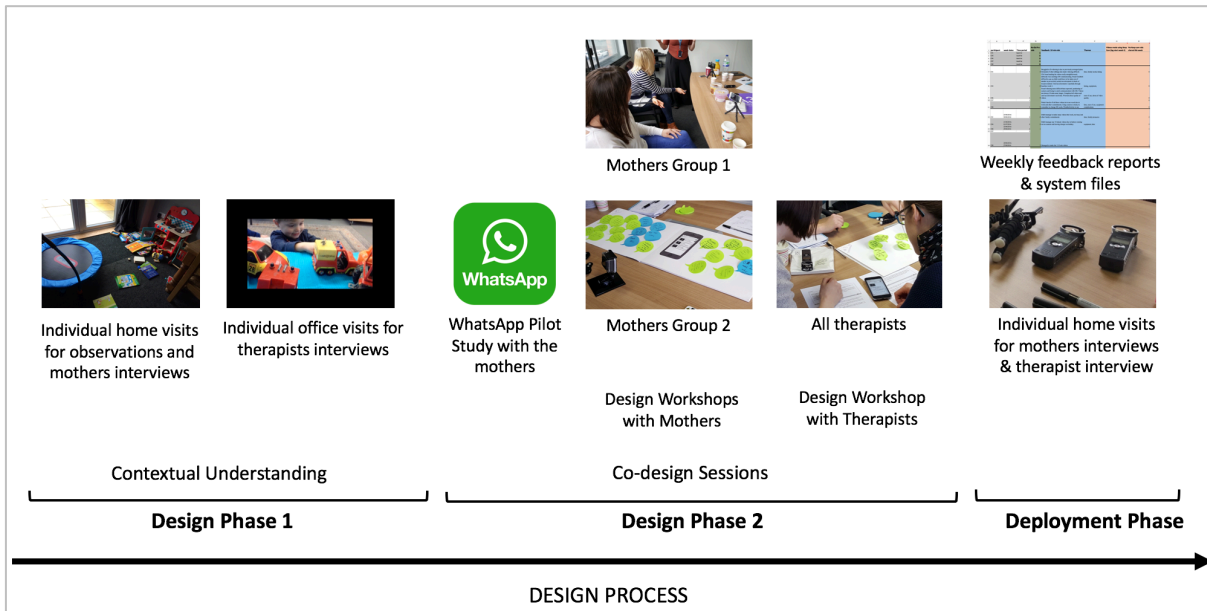 Mothers Group 1
Weekly feedback reports
& system files
WhatsApp
Individual home visits
for observations and
mothers interviews
Individual office visits for
therapists interviews
WhatsApp Pilot
Study with the
mothers
Mothers Group 2
All therapists
Individual home visits
for mothers interviews
& therapist interview
Design Workshops
with Mothers
Design Workshop
with Therapists
Contextual Understanding
Co-design Sessions
Design Phase 1
Design Phase 2
Deployment Phase
DESIGN PROCESS